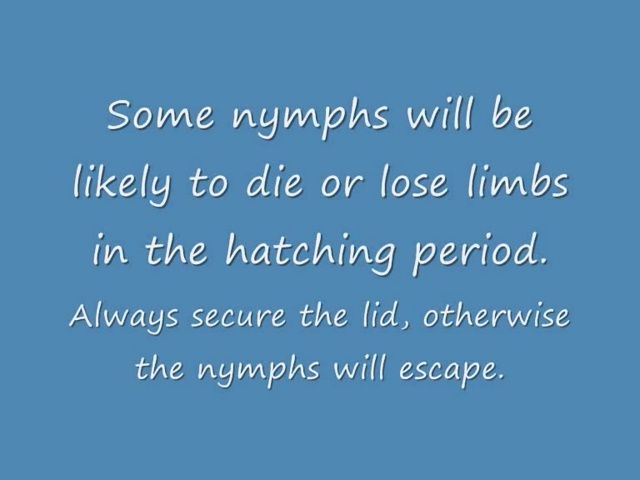 Some nymphs will be
likely to die or lose limbs
in the hatching period.
Always secure the lid, otherwise
the nymphs will escape.